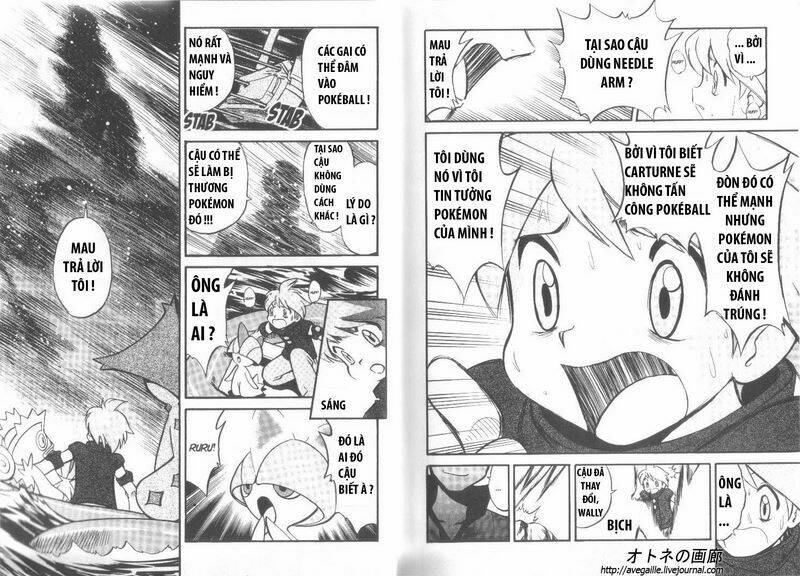 ... BỞI
VÌ ...
TẠI SAO CẬU
DÙNG NEEDLE
ARM ?
MAU
TRẢ LỜI
TÔI !
ĐÒN ĐÓ CÓ
THỂ MẠNH
NHƯNG
POKÉMON
CỦA TÔI SẼ
KHÔNG
ĐÁNH
TRÚNG !
BỞI VÌ TÔI BIẾT
CARTURNE SẼ
KHÔNG TẤN
CÔNG POKÉBALL
TÔI DÙNG
NÓ VÌ TÔI
TIN TƯỞNG
POKÉMON
CỦA MÌNH !
ÔNG
LÀ
...
CẬU ĐÃ
THAY
ĐỔI,
WALLY
BỊCH
オトネの画廊
http://avegaille.livejournal.com
CÁC GAI CÓ
THỂ ĐÂM
VÀO
POKÉBALL !
NÓ RẤT
MẠNH VÀ
NGUY
HIỂM !
STAB
STAB
LÝ DO
LÀ GÌ ?
TẠI SAO
CẬU
KHÔNG
DÙNG
CÁCH
KHÁC !
CẬU CÓ THỂ
SẼ LÀM BỊ
THƯƠNG
POKÉMON
ĐÓ !!!
ÔNG
LÀ
AI ?
SÁNG
RURU!
ĐÓ LÀ
AI ĐÓ
CẬU
BIẾT À ?
MAU
TRẢ LỜI
TÔI !